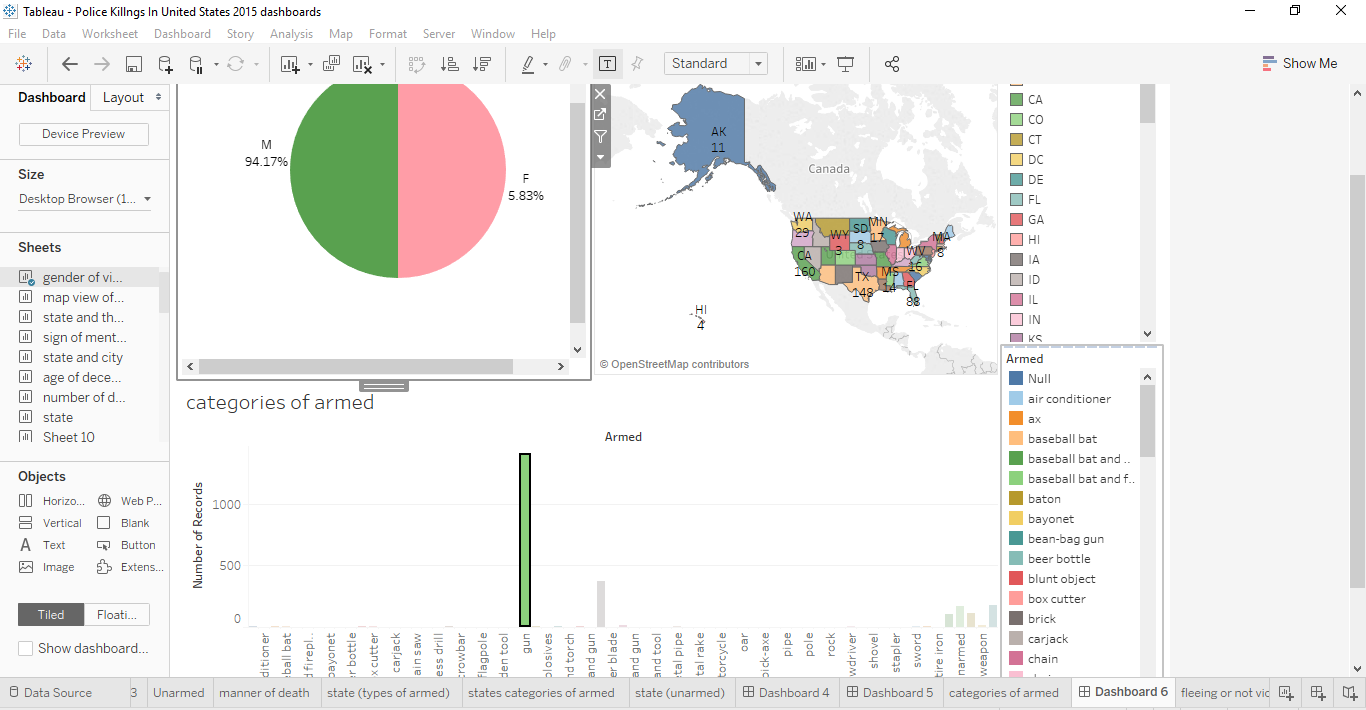 Tableau - Police Killngs In United States 2015 dashboards
File Data Worksheet Dashboard Story Analysis Map Format Server Window Help
Standard
Show Me
Dashboard Layout
Device Preview
Size
Desktop Browser (1...
Sheets
gender of vi...
map view of...
state and th...
sign of ment...
state and city
age of dece...
number of d...
state
Sheet 10
Objects
Horizo... Web P...
Vertical Blank
Text Button
Image Extens...
Tiled Floati...
Show dashboard...
M
94.17%
F
5.83%
AK
11
Canada
WA
29
WY
3
SD
8
MN
17
MA
8
CA
160
WV
16
TX
148
MS
14
FL
88
HI
4
© OpenStreetMap contributors
CA
CO
CT
DC
DE
FL
GA
HI
IA
ID
IL
IN
KS
Armed
Null
air conditioner
ax
baseball bat
baseball bat and ..
baseball bat and f..
baton
bayonet
bean-bag gun
beer bottle
blunt object
box cutter
brick
carjack
chain
categories of armed
Armed
Number of Records
1000
500
0
ditioner
ball bat
d firepl..
bayonet
r bottle
x cutter
carjack
ain saw
less drill
crowbar
flagpole
den tool
gun
plosives
nd torch
and gun
er blade
nd gun
and tool
etal pipe
tal rake
torcycle
oar
pick-axe
pipe
pole
rock
wdriver
shovel
stapler
sword
tire iron
narmed
weapon
Data Source 3 Unarmed manner of death state (types of armed) states categories of armed state (unarmed) Dashboard 4 Dashboard 5 categories of armed Dashboard 6 fleeing or not vic